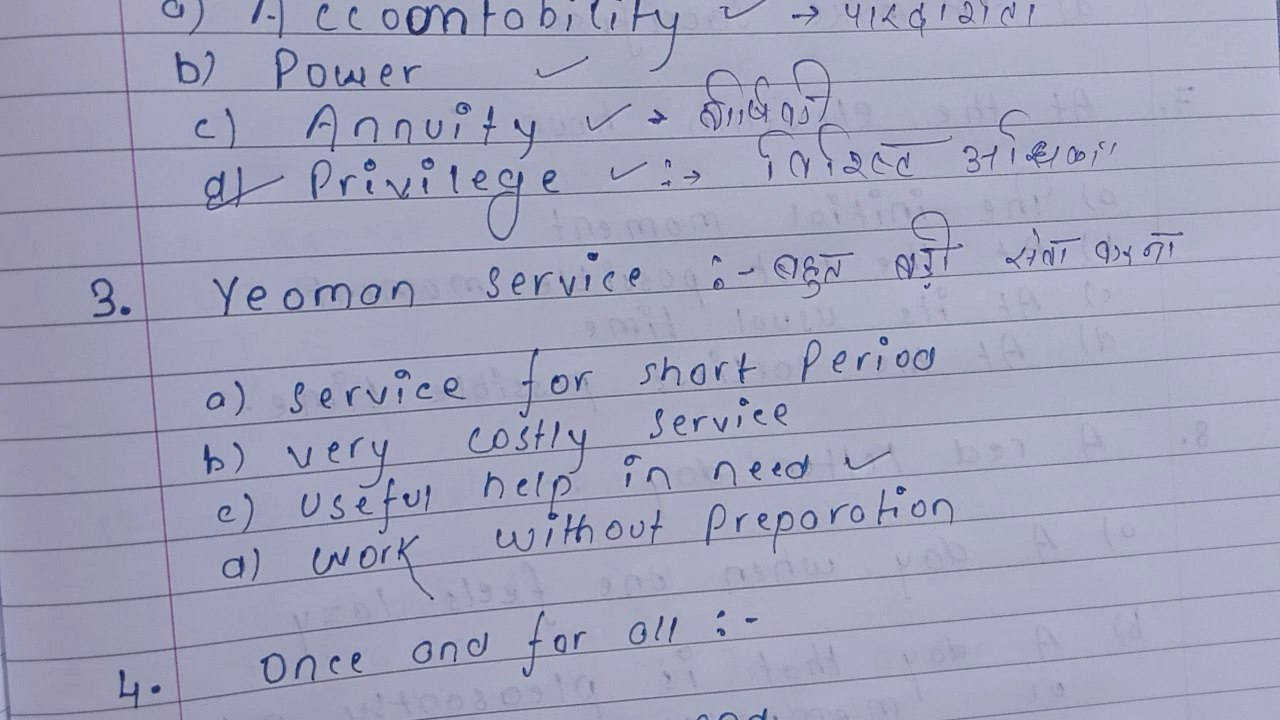 a) Accountability ✓ →
b) Power ✓
c) Annuity ✓ → वार्षिकी
d) Privilege ✓ :→
3. Yeoman service :- बहुत बड़ी सेवा करना
a) service for short Period
b) very costly service
c) useful help in need ✓
d) work without Preparation
4. Once and for all :-